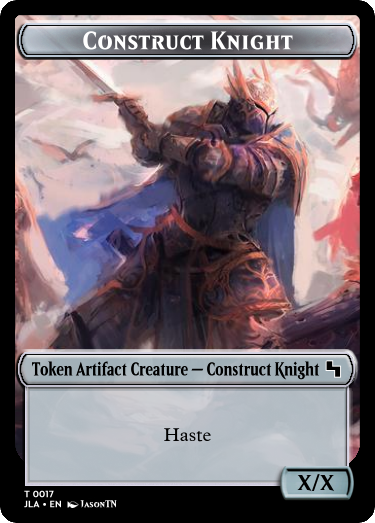 Construct Knight
Token Artifact Creature — Construct Knight
Haste
X/X
T 0017
JLA • EN JasonTN